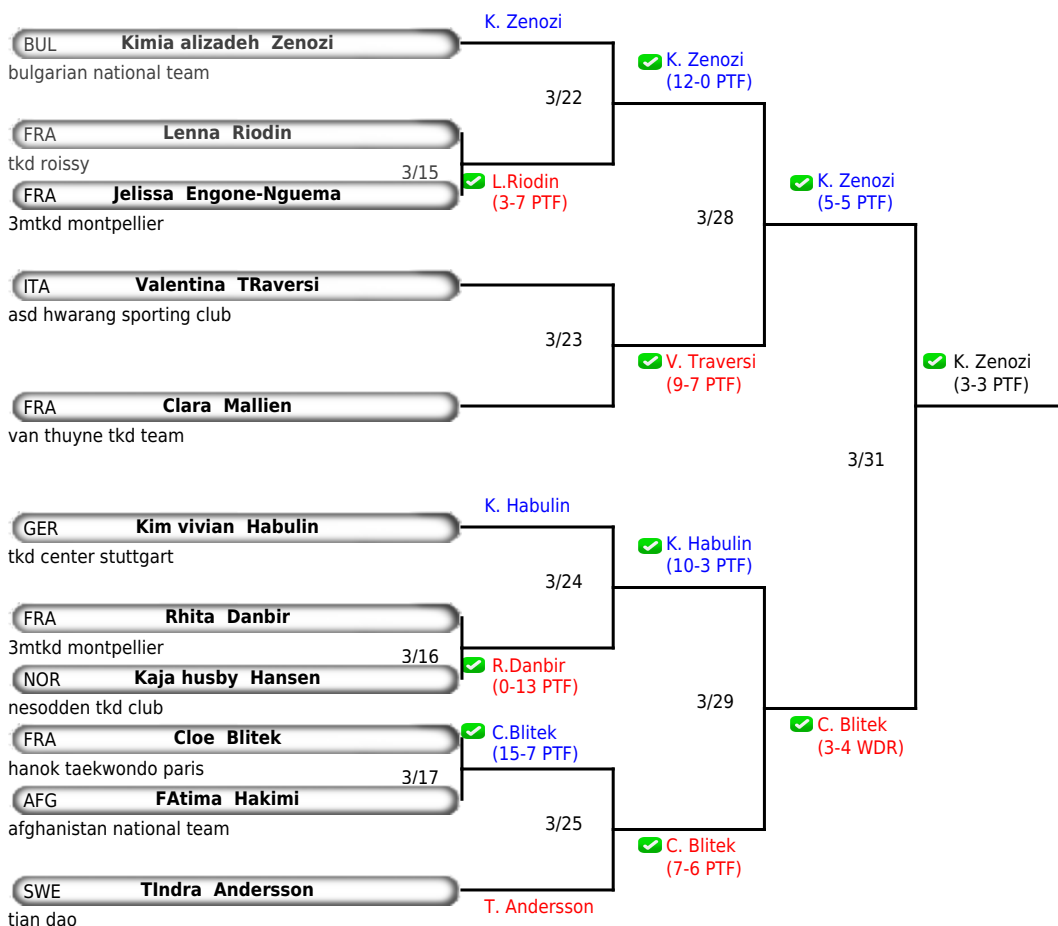 K. Zenozi
BUL Kimia alizadeh Zenozi
bulgarian national team
K. Zenozi
(12-0 PTF)
3/22
FRA Lenna Riodin
tkd roissy
3/15
L.Riodin
(3-7 PTF)
FRA Jelissa Engone-Nguema
3mtkd montpellier
K. Zenozi
(5-5 PTF)
3/28
ITA Valentina TRaversi
asd hwarang sporting club
3/23
V. Traversi
(9-7 PTF)
K. Zenozi
(3-3 PTF)
FRA Clara Mallien
van thuyne tkd team
3/31
K. Habulin
GER Kim vivian Habulin
tkd center stuttgart
K. Habulin
(10-3 PTF)
3/24
FRA Rhita Danbir
3mtkd montpellier
3/16
R.Danbir
(0-13 PTF)
NOR Kaja husby Hansen
nesodden tkd club
3/29
FRA Cloe Blitek
hanok taekwondo paris
C.Blitek
(15-7 PTF)
C. Blitek
(3-4 WDR)
3/17
AFG FAtima Hakimi
afghanistan national team
3/25
C. Blitek
(7-6 PTF)
SWE TIndra Andersson
tian dao
T. Andersson